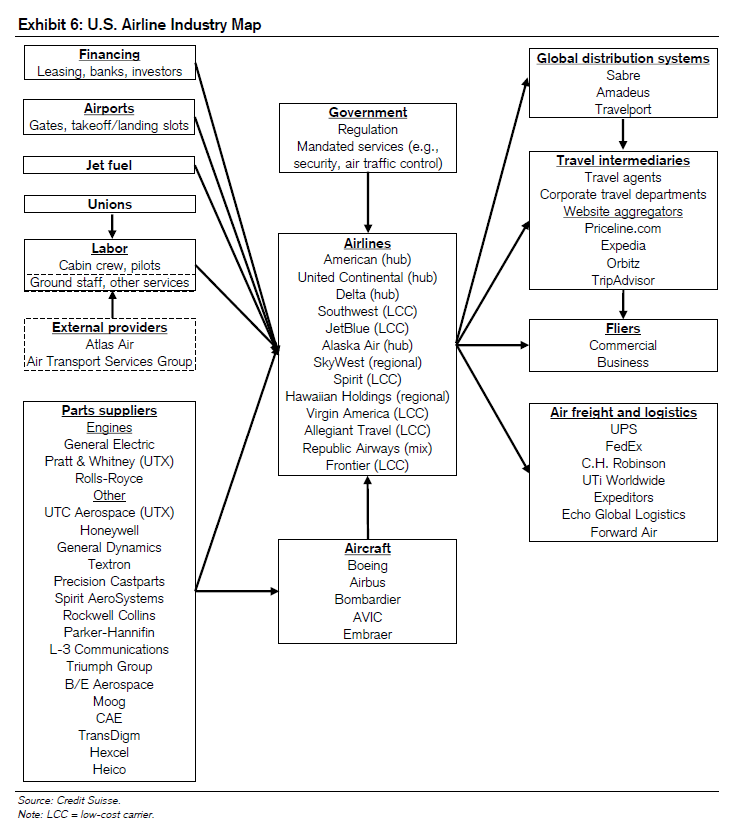 Exhibit 6: U.S. Airline Industry Map
Financing
Leasing, banks, investors
Airports
Gates, takeoff/landing slots
Jet fuel
Unions
Labor
Cabin crew, pilots
Ground staff, other services
External providers
Atlas Air
Air Transport Services Group
Parts suppliers
Engines
General Electric
Pratt & Whitney (UTX)
Rolls-Royce
Other
UTC Aerospace (UTX)
Honeywell
General Dynamics
Textron
Precision Castparts
Spirit AeroSystems
Rockwell Collins
Parker-Hannifin
L-3 Communications
Triumph Group
B/E Aerospace
Moog
CAE
TransDigm
Hexcel
Heico
Government
Regulation
Mandated services (e.g.,
security, air traffic control)
Airlines
American (hub)
United Continental (hub)
Delta (hub)
Southwest (LCC)
JetBlue (LCC)
Alaska Air (hub)
SkyWest (regional)
Spirit (LCC)
Hawaiian Holdings (regional)
Virgin America (LCC)
Allegiant Travel (LCC)
Republic Airways (mix)
Frontier (LCC)
Aircraft
Boeing
Airbus
Bombardier
AVIC
Embraer
Global distribution systems
Sabre
Amadeus
Travelport
Travel intermediaries
Travel agents
Corporate travel departments
Website aggregators
Priceline.com
Expedia
Orbitz
TripAdvisor
Fliers
Commercial
Business
Air freight and logistics
UPS
FedEx
C.H. Robinson
UTi Worldwide
Expeditors
Echo Global Logistics
Forward Air
Source: Credit Suisse.
Note: LCC = low-cost carrier.